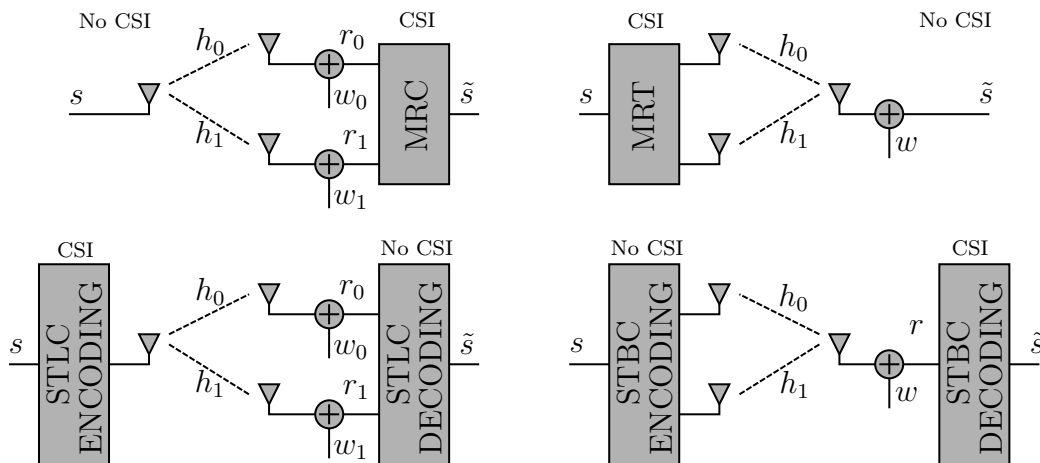 No CSI
CSI
s
h₀
h₁
r₀
w₀
r₁
w₁
MRC
s̃
CSI
No CSI
s
MRT
h₀
h₁
w
s̃
CSI
No CSI
s
STLC
ENCODING
h₀
h₁
r₀
w₀
r₁
w₁
STLC
DECODING
s̃
No CSI
CSI
s
STBC
ENCODING
h₀
h₁
r
w
STBC
DECODING
s̃